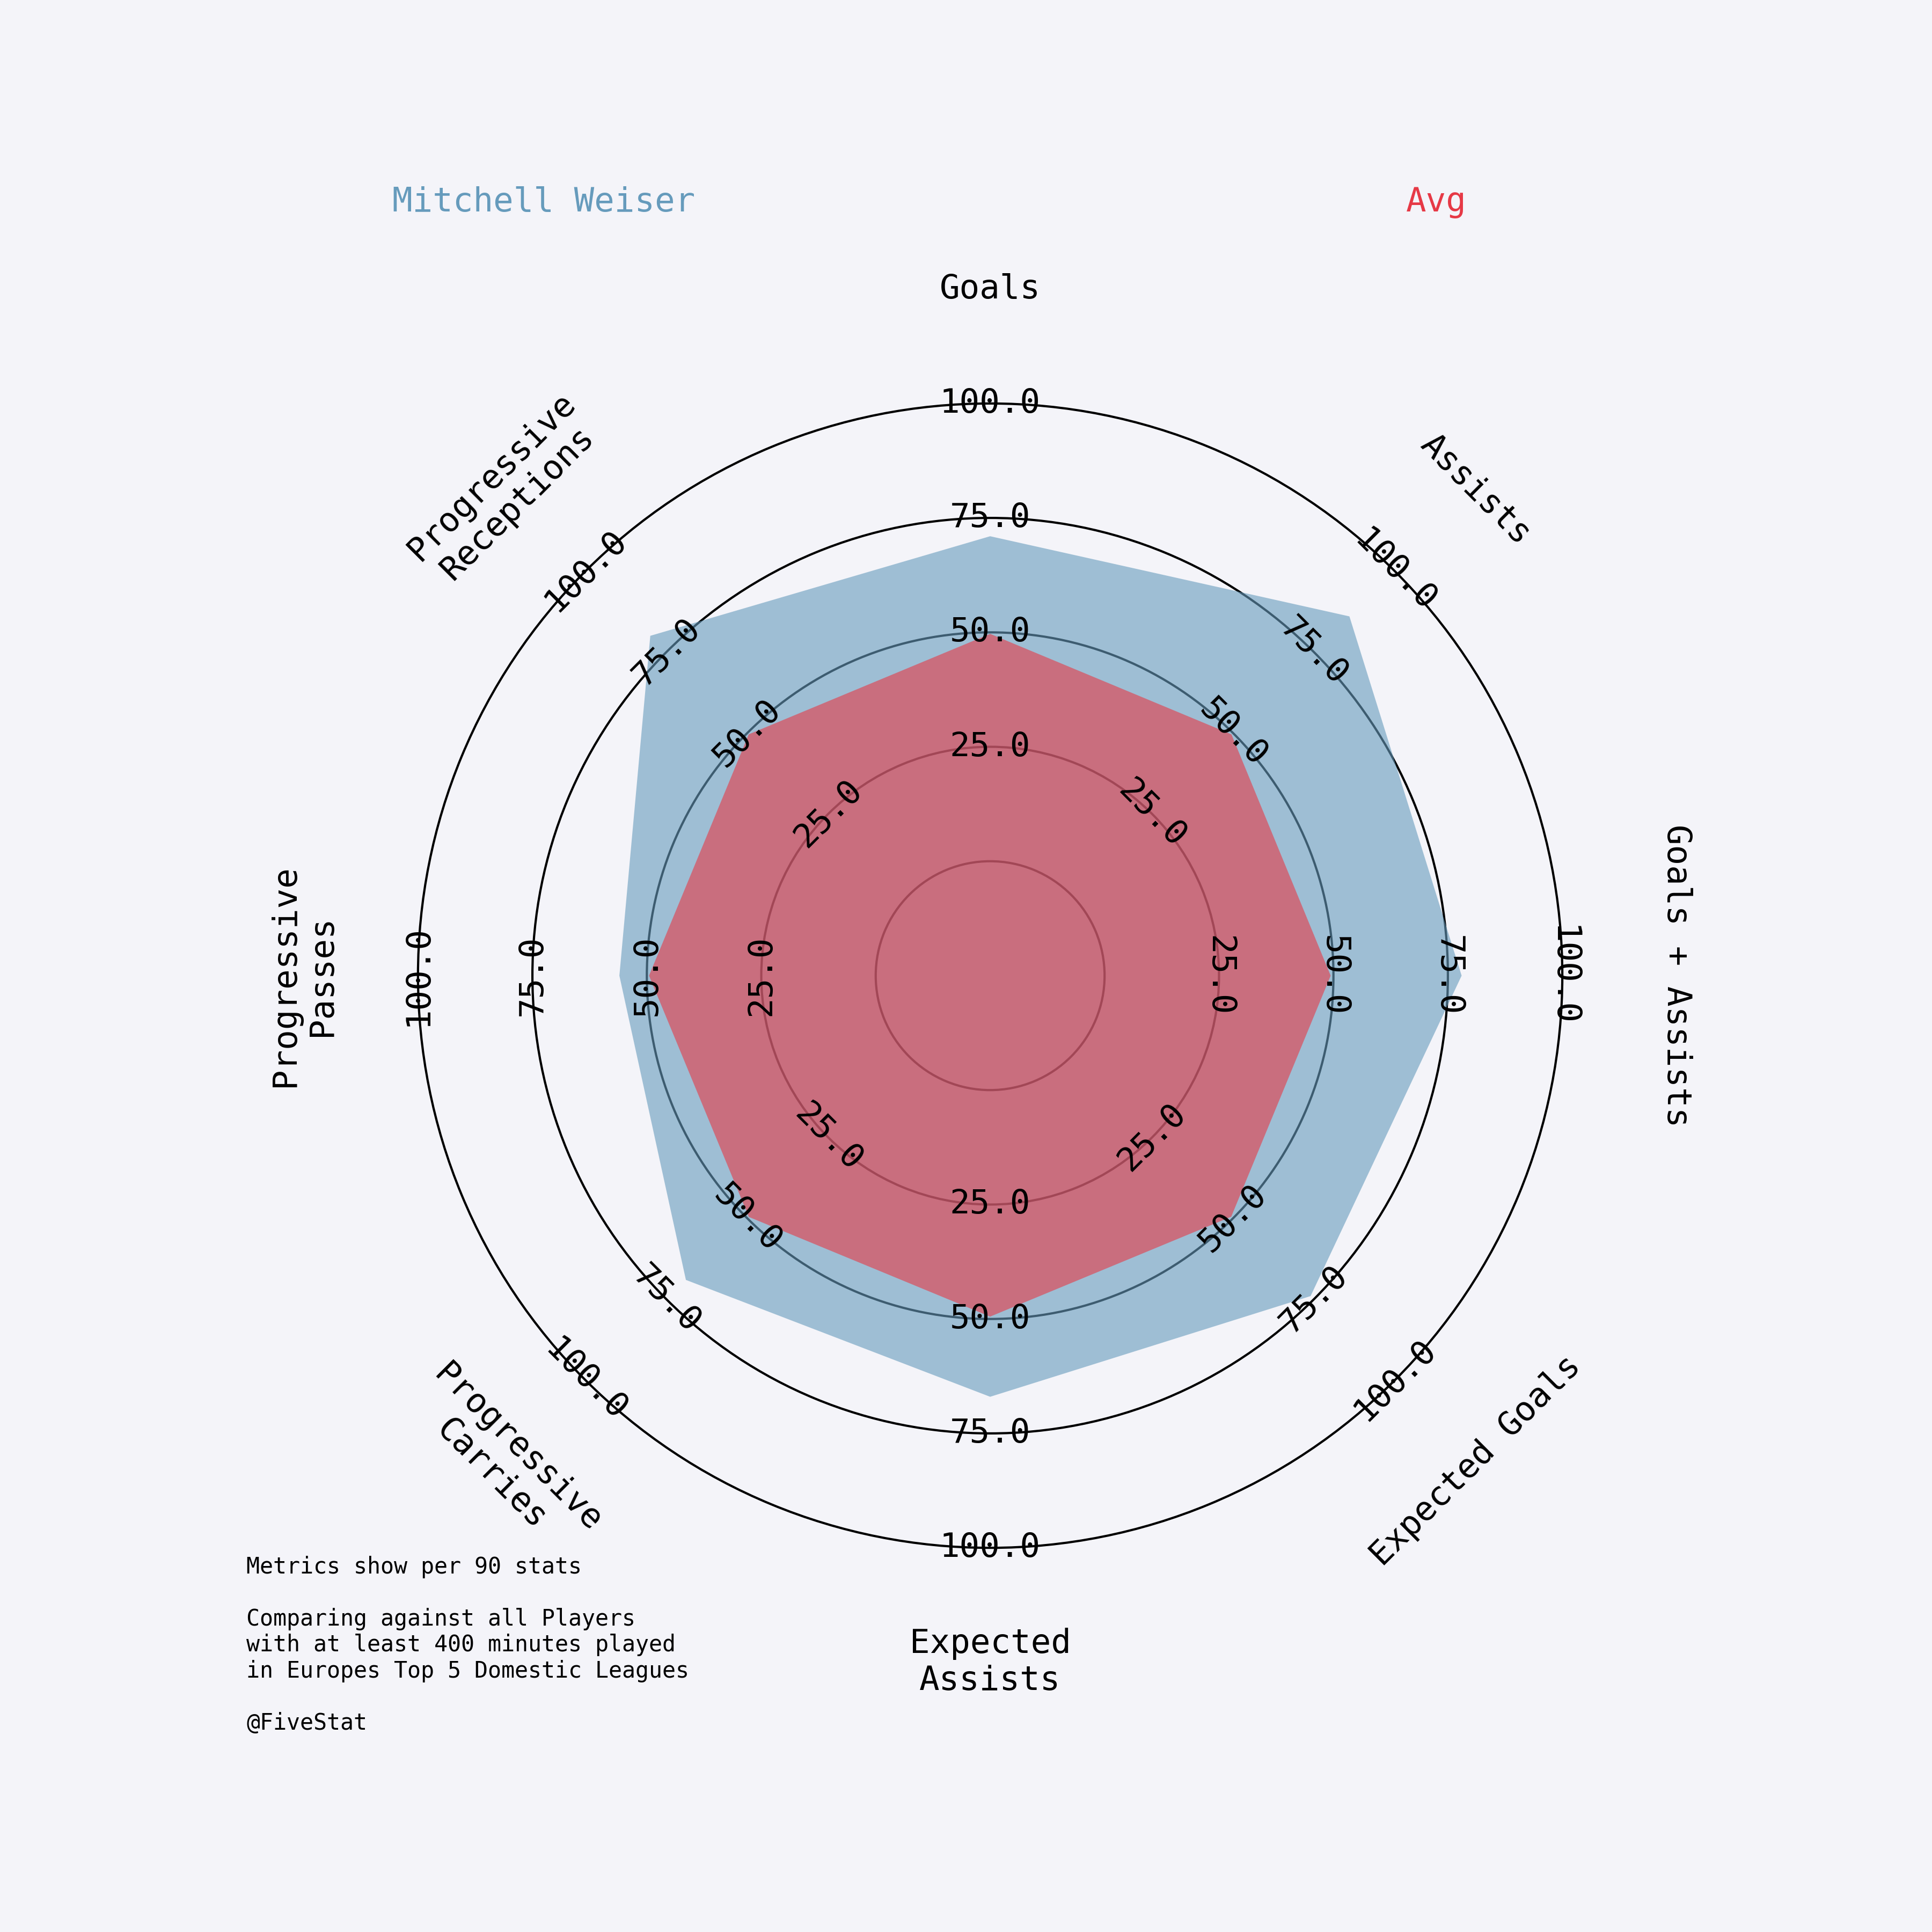 Mitchell Weiser
Avg
Goals
Assists
Goals + Assists
Expected Goals
Expected
Assists
Progressive
Carries
Progressive
Passes
Progressive
Receptions
25.0
50.0
75.0
100.0
25.0
50.0
75.0
100.0
25.0
50.0
75.0
100.0
25.0
50.0
75.0
100.0
25.0
50.0
75.0
100.0
25.0
50.0
75.0
100.0
25.0
50.0
75.0
100.0
25.0
50.0
75.0
100.0
Metrics show per 90 stats
Comparing against all Players
with at least 400 minutes played
in Europes Top 5 Domestic Leagues
@FiveStat